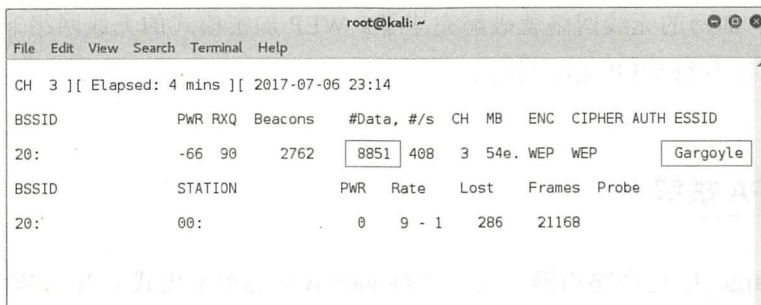 root@kali: ~
File Edit View Search Terminal Help
CH 3 ][ Elapsed: 4 mins ][ 2017-07-06 23:14
BSSID PWR RXQ Beacons #Data, #/s CH MB ENC CIPHER AUTH ESSID
20: -66 90 2762 8851 408 3 54e. WEP WEP Gargoyle
BSSID STATION PWR Rate Lost Frames Probe
20: 00: 0 9 - 1 286 21168